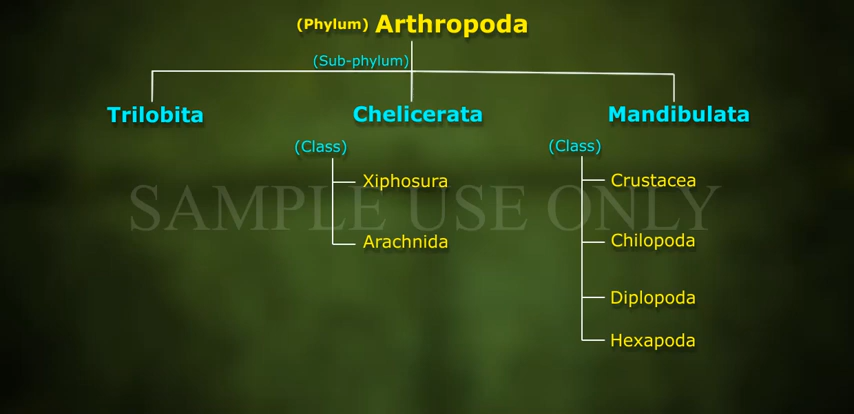 (Phylum) Arthropoda
(Sub-phylum)
Trilobita Chelicerata Mandibulata
(Class) (Class)
Xiphosura Crustacea
SAMPLE USE ONLY
Arachnida Chilopoda
Diplopoda
Hexapoda